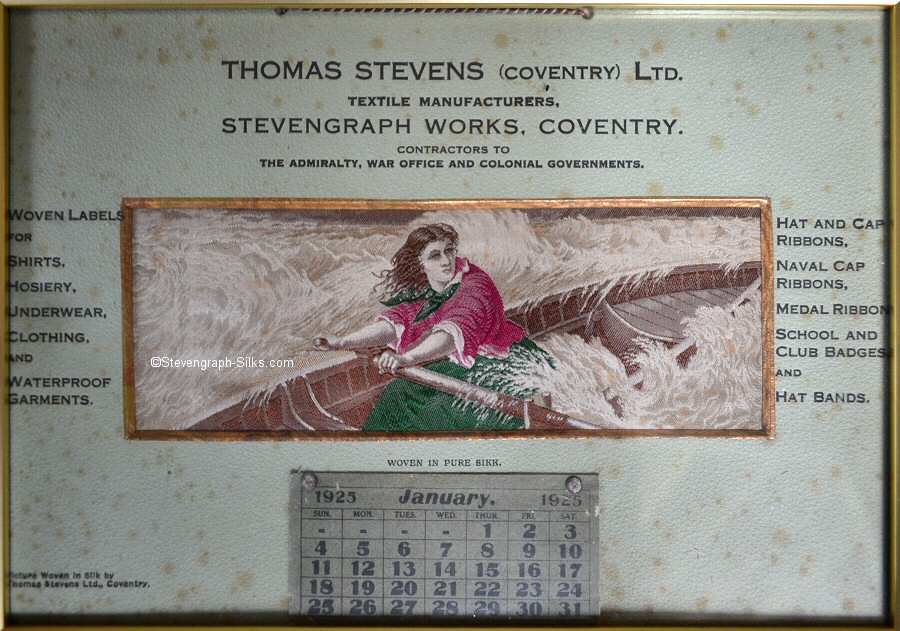 THOMAS STEVENS (COVENTRY) LTD.
TEXTILE MANUFACTURERS,
STEVENGRAPH WORKS, COVENTRY.
CONTRACTORS TO
THE ADMIRALTY, WAR OFFICE AND COLONIAL GOVERNMENTS.
WOVEN LABELS
FOR
SHIRTS,
HOSIERY,
UNDERWEAR,
CLOTHING,
AND
WATERPROOF
GARMENTS.
©Stevengraph-Silks.com
HAT AND CAP
RIBBONS,
NAVAL CAP
RIBBONS,
MEDAL RIBBON
SCHOOL AND
CLUB BADGES
AND
HAT BANDS.
WOVEN IN PURE SILK.
1925 January. 1925
SUN. MON. TUES. WED. THUR. FRI. SAT.
- - - - 1 2 3
4 5 6 7 8 9 10
11 12 13 14 15 16 17
18 19 20 21 22 23 24
25 26 27 28 29 30 31
Picture Woven in Silk by
Thomas Stevens Ltd., Coventry.